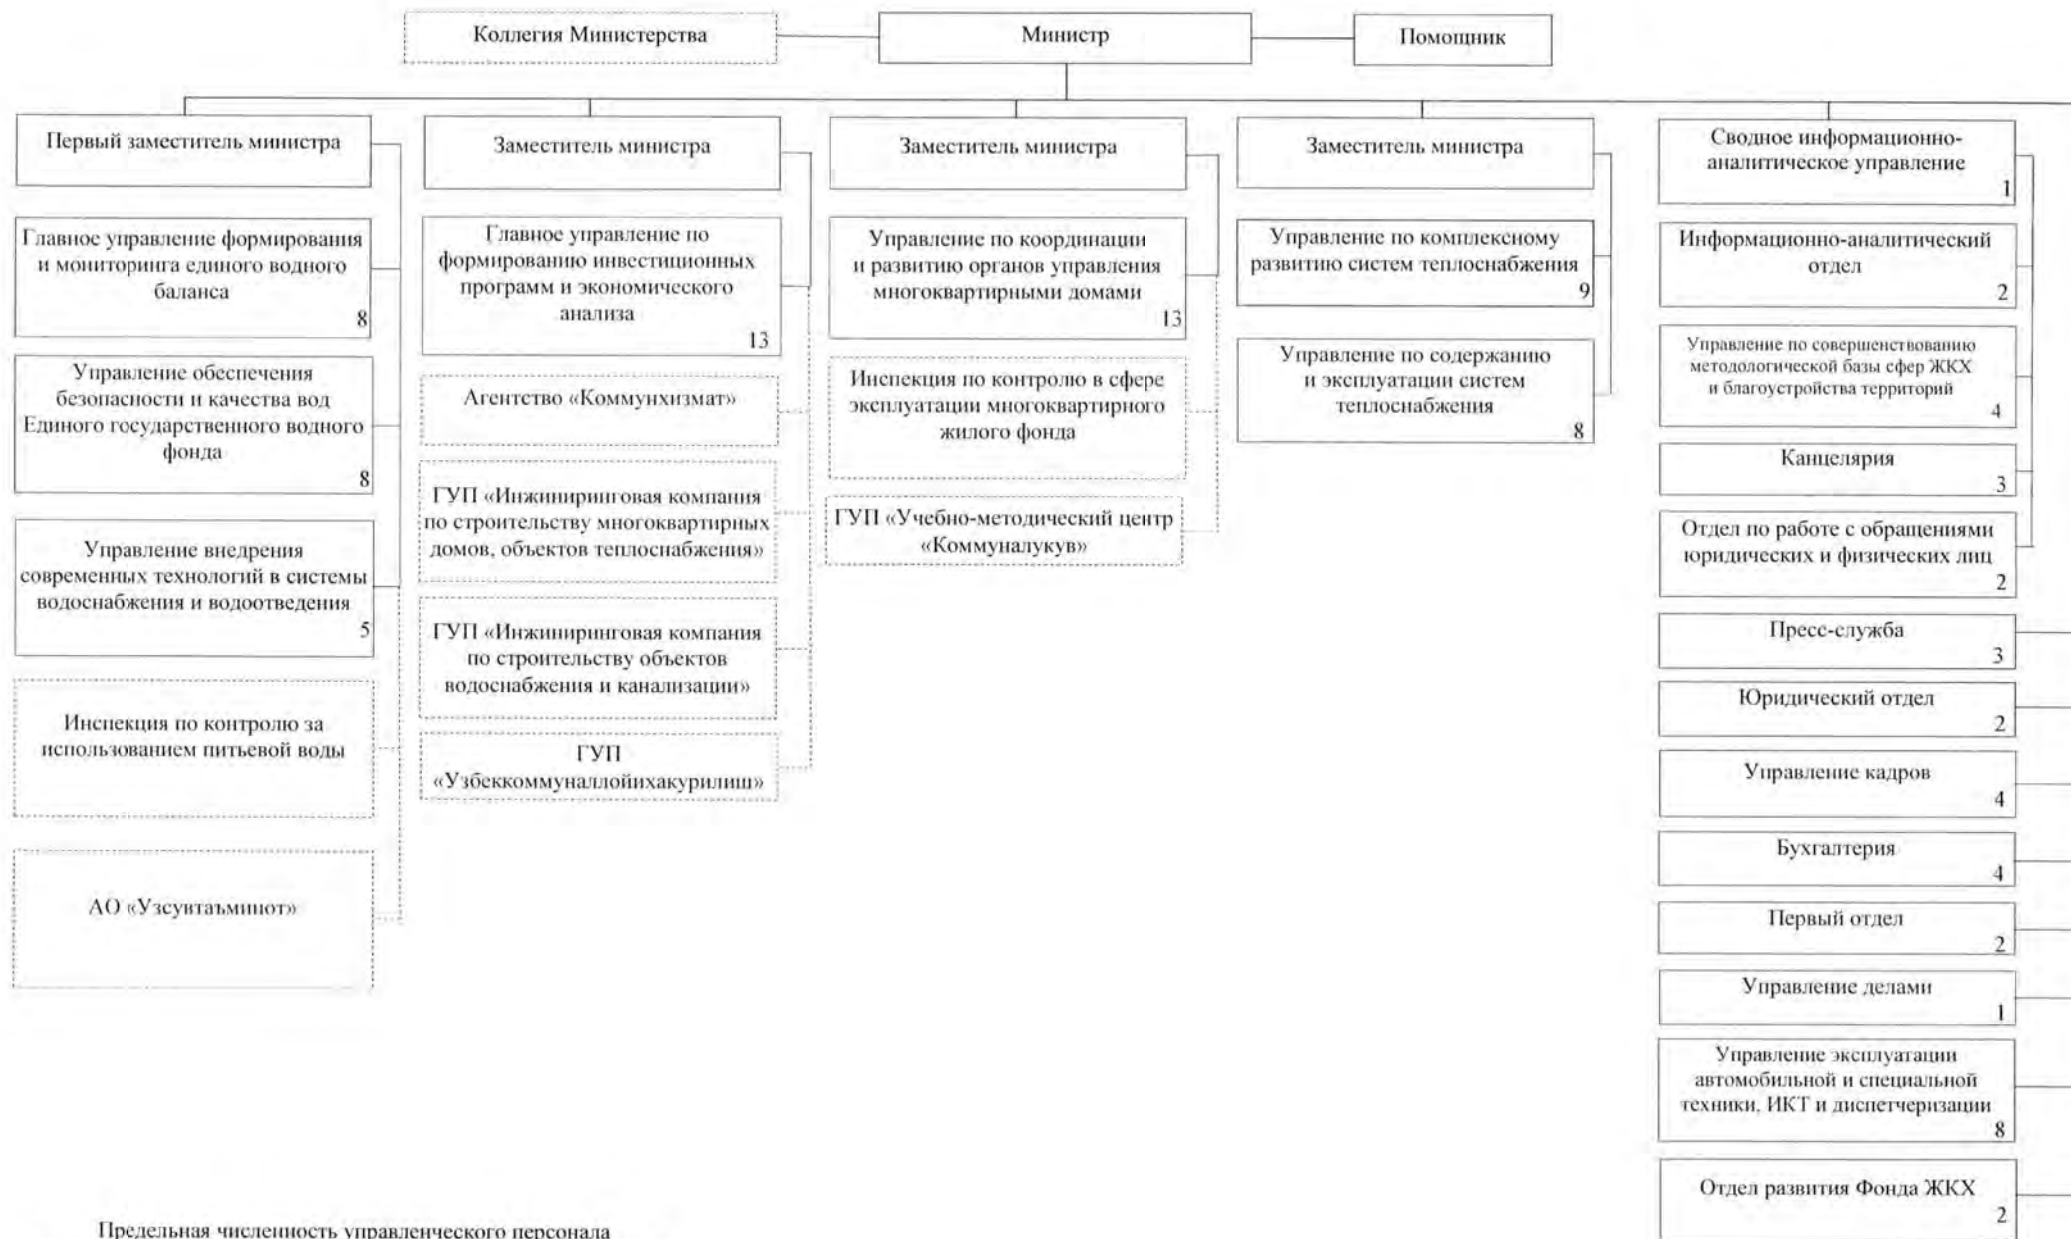 Коллегия Министерства
Министр
Помощник
Первый заместитель министра
Главное управление формирования
и мониторинга единого водного
баланса
8
Управление обеспечения
безопасности и качества вод
Единого государственного водного
фонда
8
Управление внедрения
современных технологий в системы
водоснабжения и водоотведения
5
Инспекция по контролю за
использованием питьевой воды
АО «Узсувтаъминот»
Заместитель министра
Главное управление по
формированию инвестиционных
программ и экономического
анализа
13
Агентство «Коммунхизмат»
ГУП «Инжиниринговая компания
по строительству многоквартирных
домов, объектов теплоснабжения»
ГУП «Инжиниринговая компания
по строительству объектов
водоснабжения и канализации»
ГУП
«Узбеккоммуналлойихакурилиш»
Заместитель министра
Управление по координации
и развитию органов управления
многоквартирными домами
13
Инспекция по контролю в сфере
эксплуатации многоквартирного
жилого фонда
ГУП «Учебно-методический центр
«Коммуналукув»
Заместитель министра
Управление по комплексному
развитию систем теплоснабжения
9
Управление по содержанию
и эксплуатации систем
теплоснабжения
8
Сводное информационно-
аналитическое управление
1
Информационно-аналитический
отдел
2
Управление по совершенствованию
методологической базы сфер ЖКХ
и благоустройства территорий
4
Канцелярия
3
Отдел по работе с обращениями
юридических и физических лиц
2
Пресс-служба
3
Юридический отдел
2
Управление кадров
4
Бухгалтерия
4
Первый отдел
2
Управление делами
1
Управление эксплуатации
автомобильной и специальной
техники, ИКТ и диспетчеризации
8
Отдел развития Фонда ЖКХ
2
Предельная численность управленческого персонала